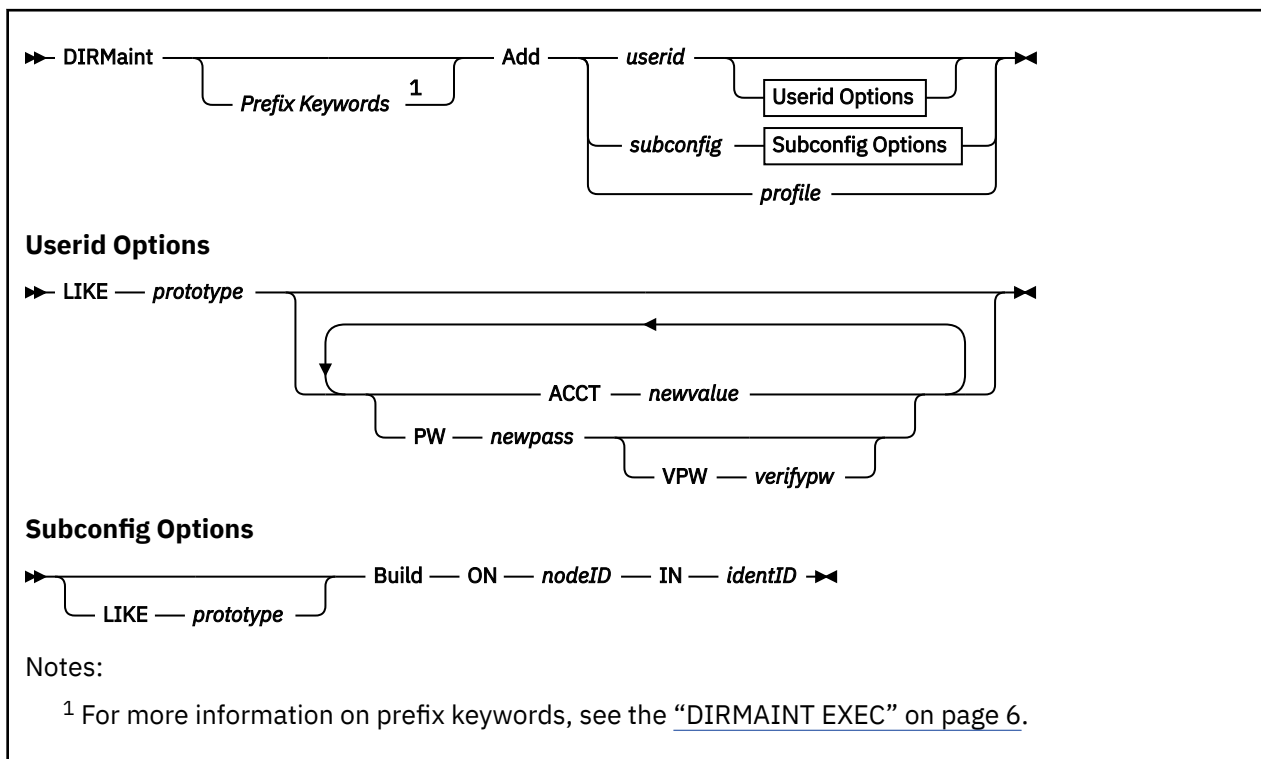 DIRMaint Add userid
Prefix Keywords 1 Userid Options
subconfig Subconfig Options
profile
Userid Options
LIKE prototype
ACCT newvalue
PW newpass
VPW verifypw
Subconfig Options
Build ON nodeID IN identID
LIKE prototype
Notes:
1 For more information on prefix keywords, see the “DIRMAINT EXEC” on page 6.